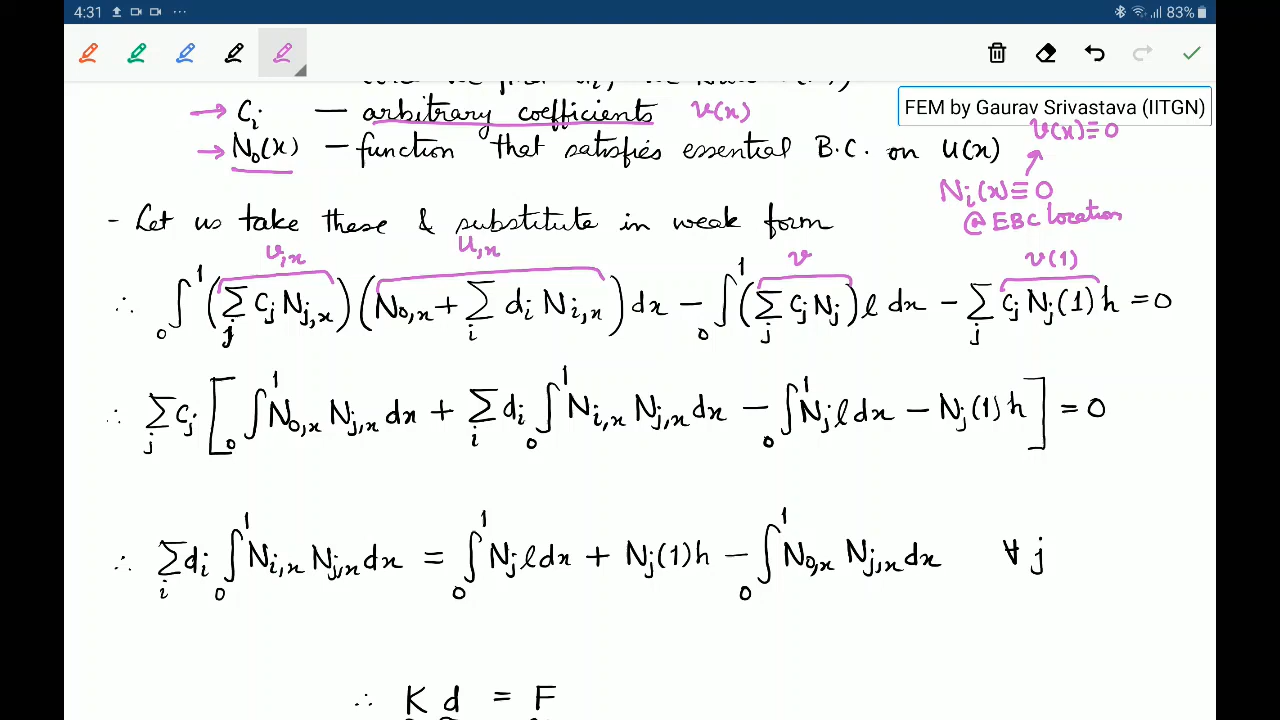 4:31 83%
FEM by Gaurav Srivastava (IITGN)
→ Cᵢ — arbitrary coefficients v(x)
v(x) ≡ 0
→ N₀(x) — function that satisfies essential B.C. on u(x)
Nᵢ(x) ≡ 0
@ EBC location
- Let us take these & substitute in weak form
v,x u,x v v(1)
∴ ∫₀¹ (∑ⱼ Cⱼ Nⱼ,x)(N₀,x + ∑ᵢ dᵢ Nᵢ,x) dx − ∫₀¹ (∑ⱼ Cⱼ Nⱼ) l dx − ∑ⱼ Cⱼ Nⱼ(1) h = 0
∴ ∑ⱼ Cⱼ [ ∫₀¹ N₀,x Nⱼ,x dx + ∑ᵢ dᵢ ∫₀¹ Nᵢ,x Nⱼ,x dx − ∫₀¹ Nⱼ l dx − Nⱼ(1) h ] = 0
∴ ∑ᵢ dᵢ ∫₀¹ Nᵢ,x Nⱼ,x dx = ∫₀¹ Nⱼ l dx + Nⱼ(1) h − ∫₀¹ N₀,x Nⱼ,x dx ∀ j
∴ K d = F